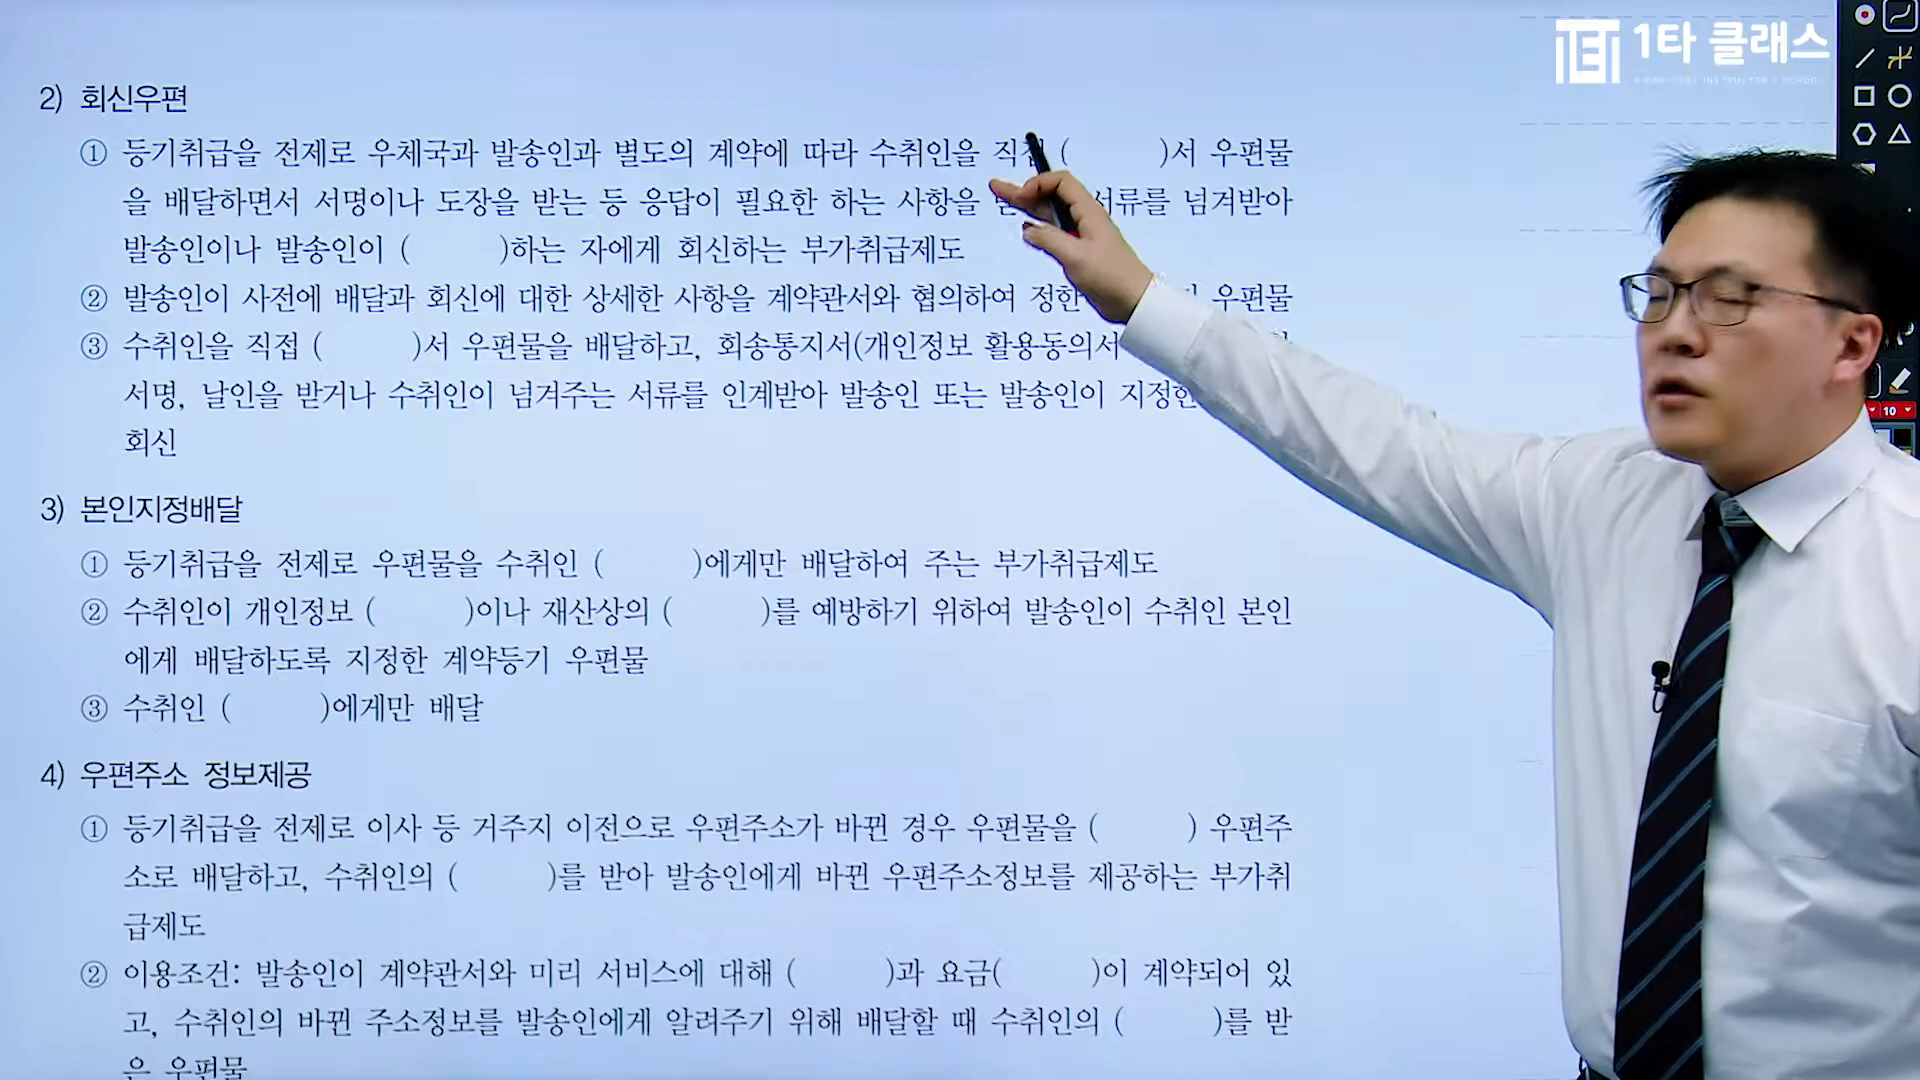 1타 클래스
2) 회신우편
① 등기취급을 전제로 우체국과 발송인과 별도의 계약에 따라 수취인을 직접 ( )서 우편물
을 배달하면서 서명이나 도장을 받는 등 응답이 필요한 하는 사항을 서류를 넘겨받아
발송인이나 발송인이 ( )하는 자에게 회신하는 부가취급제도
② 발송인이 사전에 배달과 회신에 대한 상세한 사항을 계약관서와 협의하여 정한 우편물
③ 수취인을 직접 ( )서 우편물을 배달하고, 회송통지서(개인정보 활용동의서
서명, 날인을 받거나 수취인이 넘겨주는 서류를 인계받아 발송인 또는 발송인이 지정한
회신
3) 본인지정배달
① 등기취급을 전제로 우편물을 수취인 ( )에게만 배달하여 주는 부가취급제도
② 수취인이 개인정보 ( )이나 재산상의 ( )를 예방하기 위하여 발송인이 수취인 본인
에게 배달하도록 지정한 계약등기 우편물
③ 수취인 ( )에게만 배달
4) 우편주소 정보제공
① 등기취급을 전제로 이사 등 거주지 이전으로 우편주소가 바뀐 경우 우편물을 ( ) 우편주
소로 배달하고, 수취인의 ( )를 받아 발송인에게 바뀐 우편주소정보를 제공하는 부가취
급제도
② 이용조건: 발송인이 계약관서와 미리 서비스에 대해 ( )과 요금( )이 계약되어 있
고, 수취인의 바뀐 주소정보를 발송인에게 알려주기 위해 배달할 때 수취인의 ( )를 받
은 우편물
10